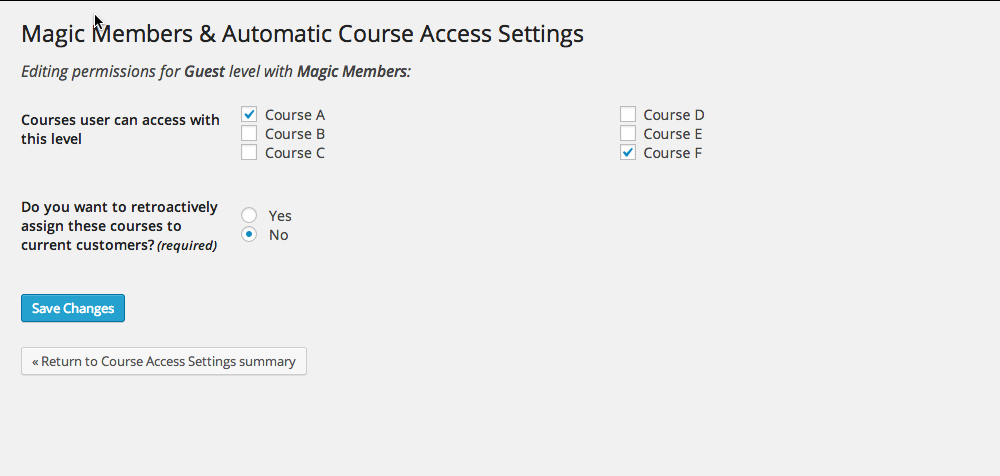 Magic Members & Automatic Course Access Settings
Editing permissions for Guest level with Magic Members:
Courses user can access with
this level
Course A
Course B
Course C
Course D
Course E
Course F
Do you want to retroactively
assign these courses to
current customers? (required)
Yes
No
Save Changes
« Return to Course Access Settings summary